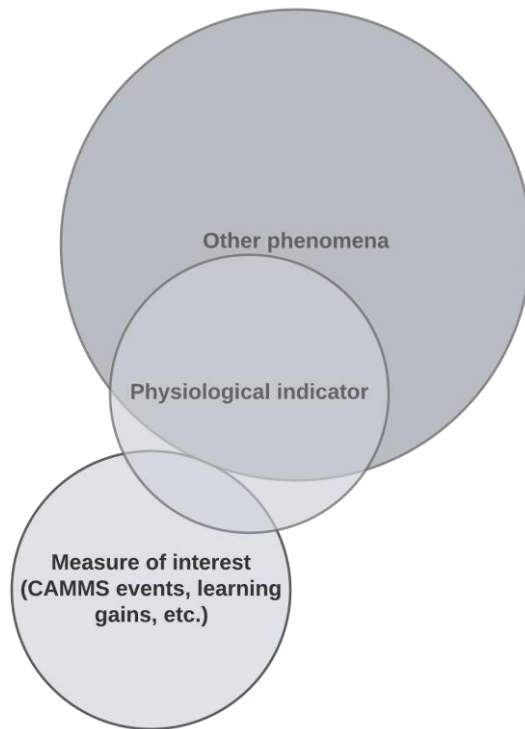 Other phenomena
Physiological indicator
Measure of interest
(CAMMS events, learning
gains, etc.)